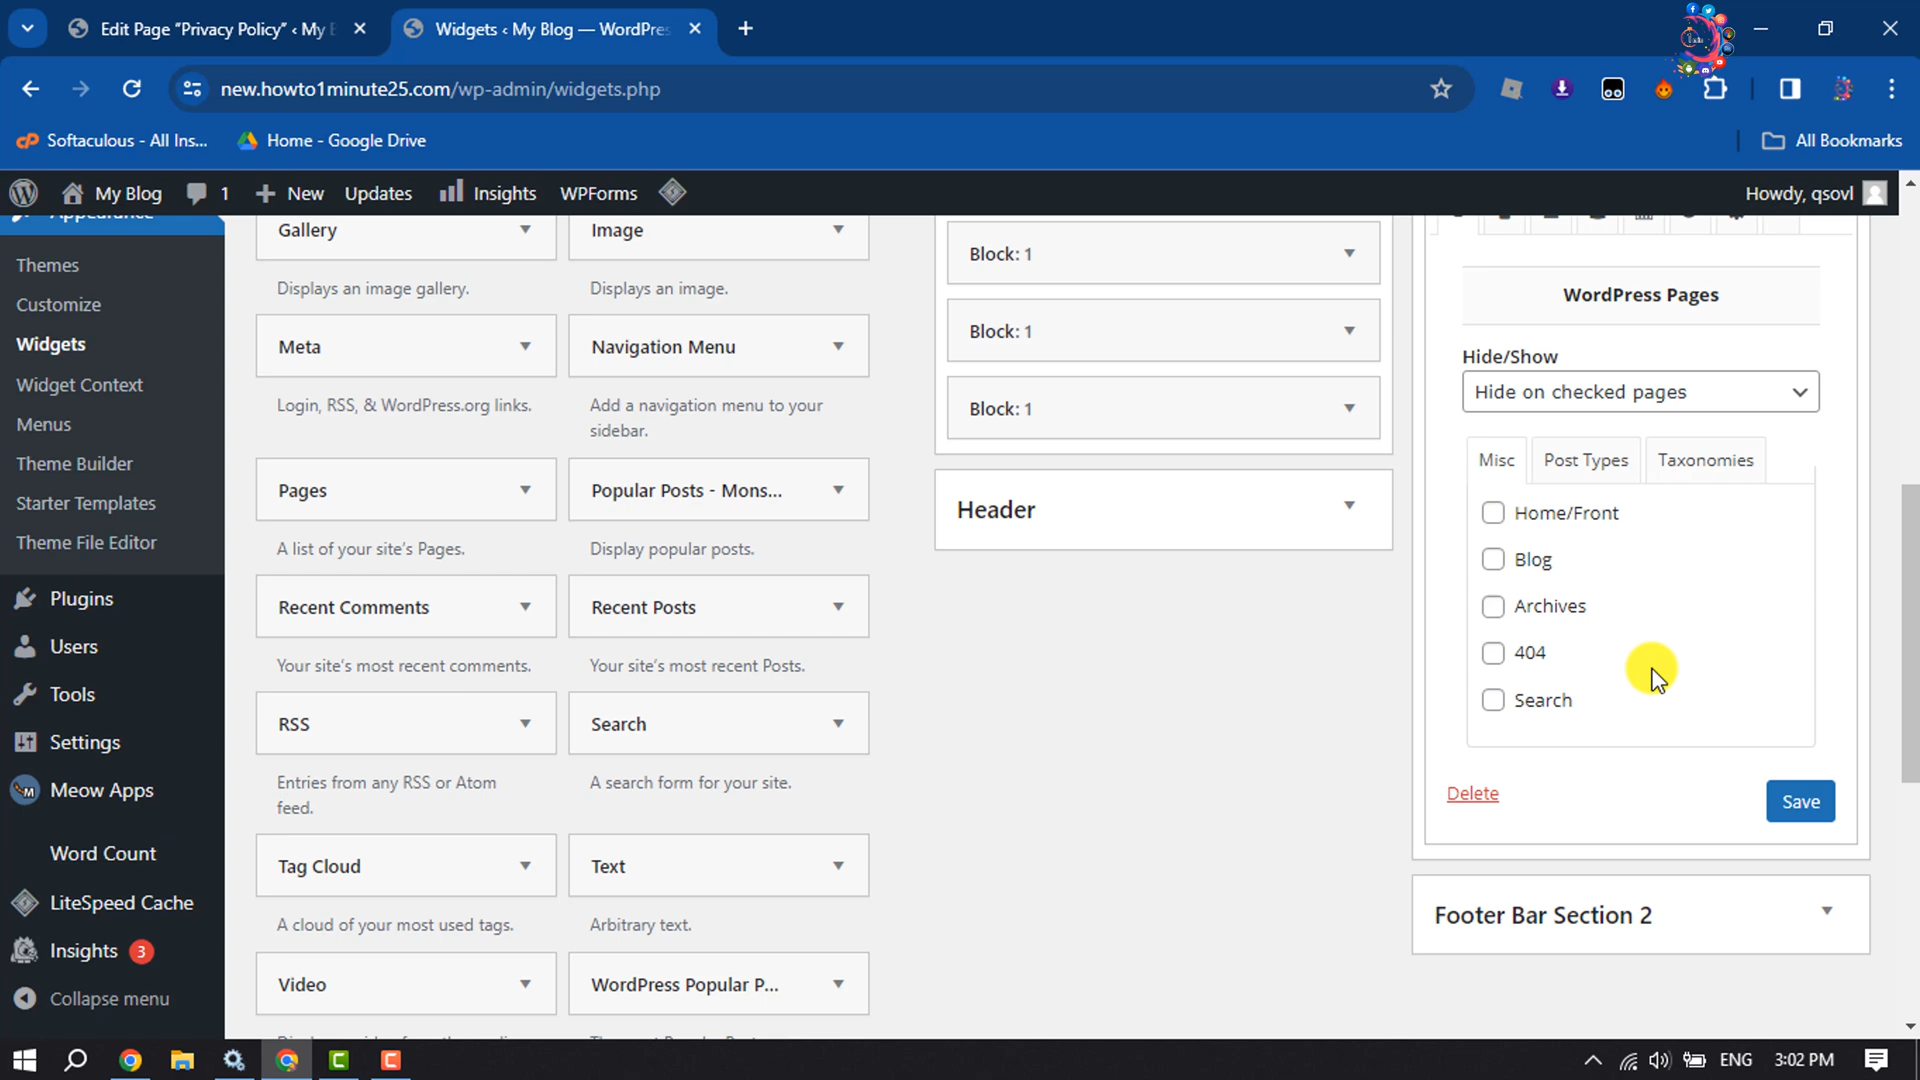 Edit Page “Privacy Policy” ‹ My B
Widgets ‹ My Blog — WordPres
new.howto1minute25.com/wp-admin/widgets.php
Softaculous - All Ins...
Home - Google Drive
All Bookmarks
My Blog
1
New
Updates
Insights
WPForms
Howdy, qsovl
Appearance
Themes
Customize
Widgets
Widget Context
Menus
Theme Builder
Starter Templates
Theme File Editor
Plugins
Users
Tools
Settings
Meow Apps
Word Count
LiteSpeed Cache
Insights 3
Collapse menu
Gallery
Displays an image gallery.
Image
Displays an image.
Meta
Login, RSS, & WordPress.org links.
Navigation Menu
Add a navigation menu to your
sidebar.
Pages
A list of your site's Pages.
Popular Posts - Mons...
Display popular posts.
Recent Comments
Your site's most recent comments.
Recent Posts
Your site's most recent Posts.
RSS
Entries from any RSS or Atom
feed.
Search
A search form for your site.
Tag Cloud
A cloud of your most used tags.
Text
Arbitrary text.
Video
WordPress Popular P...
Block: 1
Block: 1
Block: 1
Header
WordPress Pages
Hide/Show
Hide on checked pages
Misc
Post Types
Taxonomies
Home/Front
Blog
Archives
404
Search
Delete
Save
Footer Bar Section 2
ENG
3:02 PM